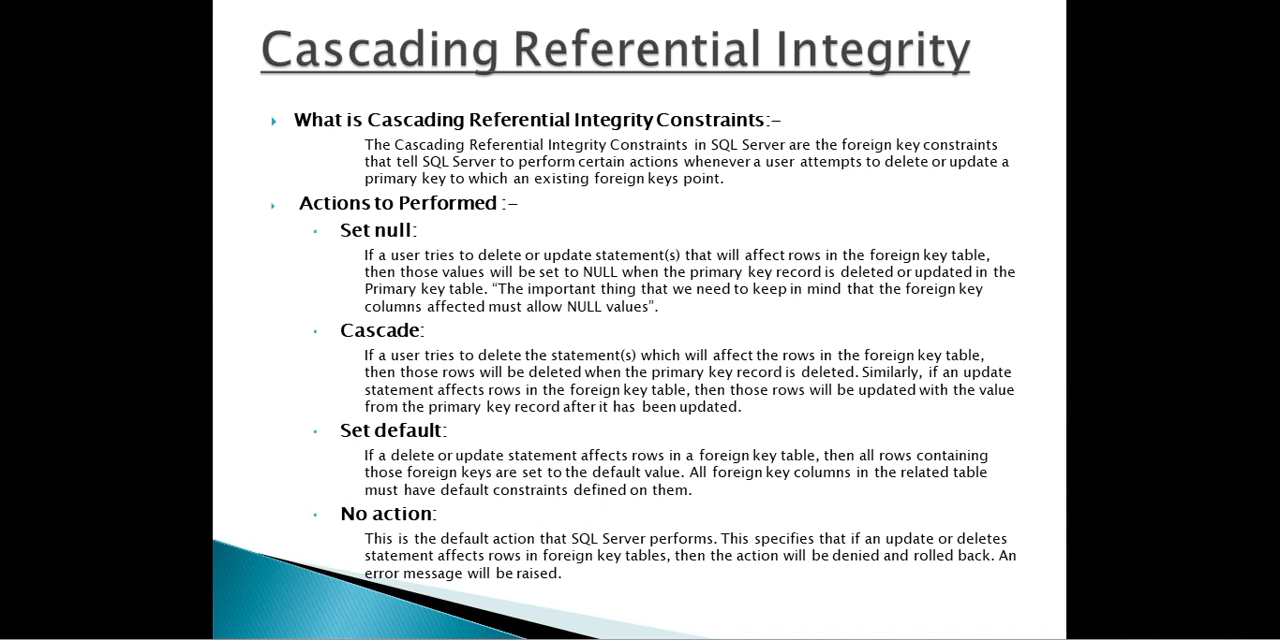 Cascading Referential Integrity
What is Cascading Referential Integrity Constraints:-
The Cascading Referential Integrity Constraints in SQL Server are the foreign key constraints
that tell SQL Server to perform certain actions whenever a user attempts to delete or update a
primary key to which an existing foreign keys point.
Actions to Performed :-
Set null:
If a user tries to delete or update statement(s) that will affect rows in the foreign key table,
then those values will be set to NULL when the primary key record is deleted or updated in the
Primary key table. “The important thing that we need to keep in mind that the foreign key
columns affected must allow NULL values”.
Cascade:
If a user tries to delete the statement(s) which will affect the rows in the foreign key table,
then those rows will be deleted when the primary key record is deleted. Similarly, if an update
statement affects rows in the foreign key table, then those rows will be updated with the value
from the primary key record after it has been updated.
Set default:
If a delete or update statement affects rows in a foreign key table, then all rows containing
those foreign keys are set to the default value. All foreign key columns in the related table
must have default constraints defined on them.
No action:
This is the default action that SQL Server performs. This specifies that if an update or deletes
statement affects rows in foreign key tables, then the action will be denied and rolled back. An
error message will be raised.